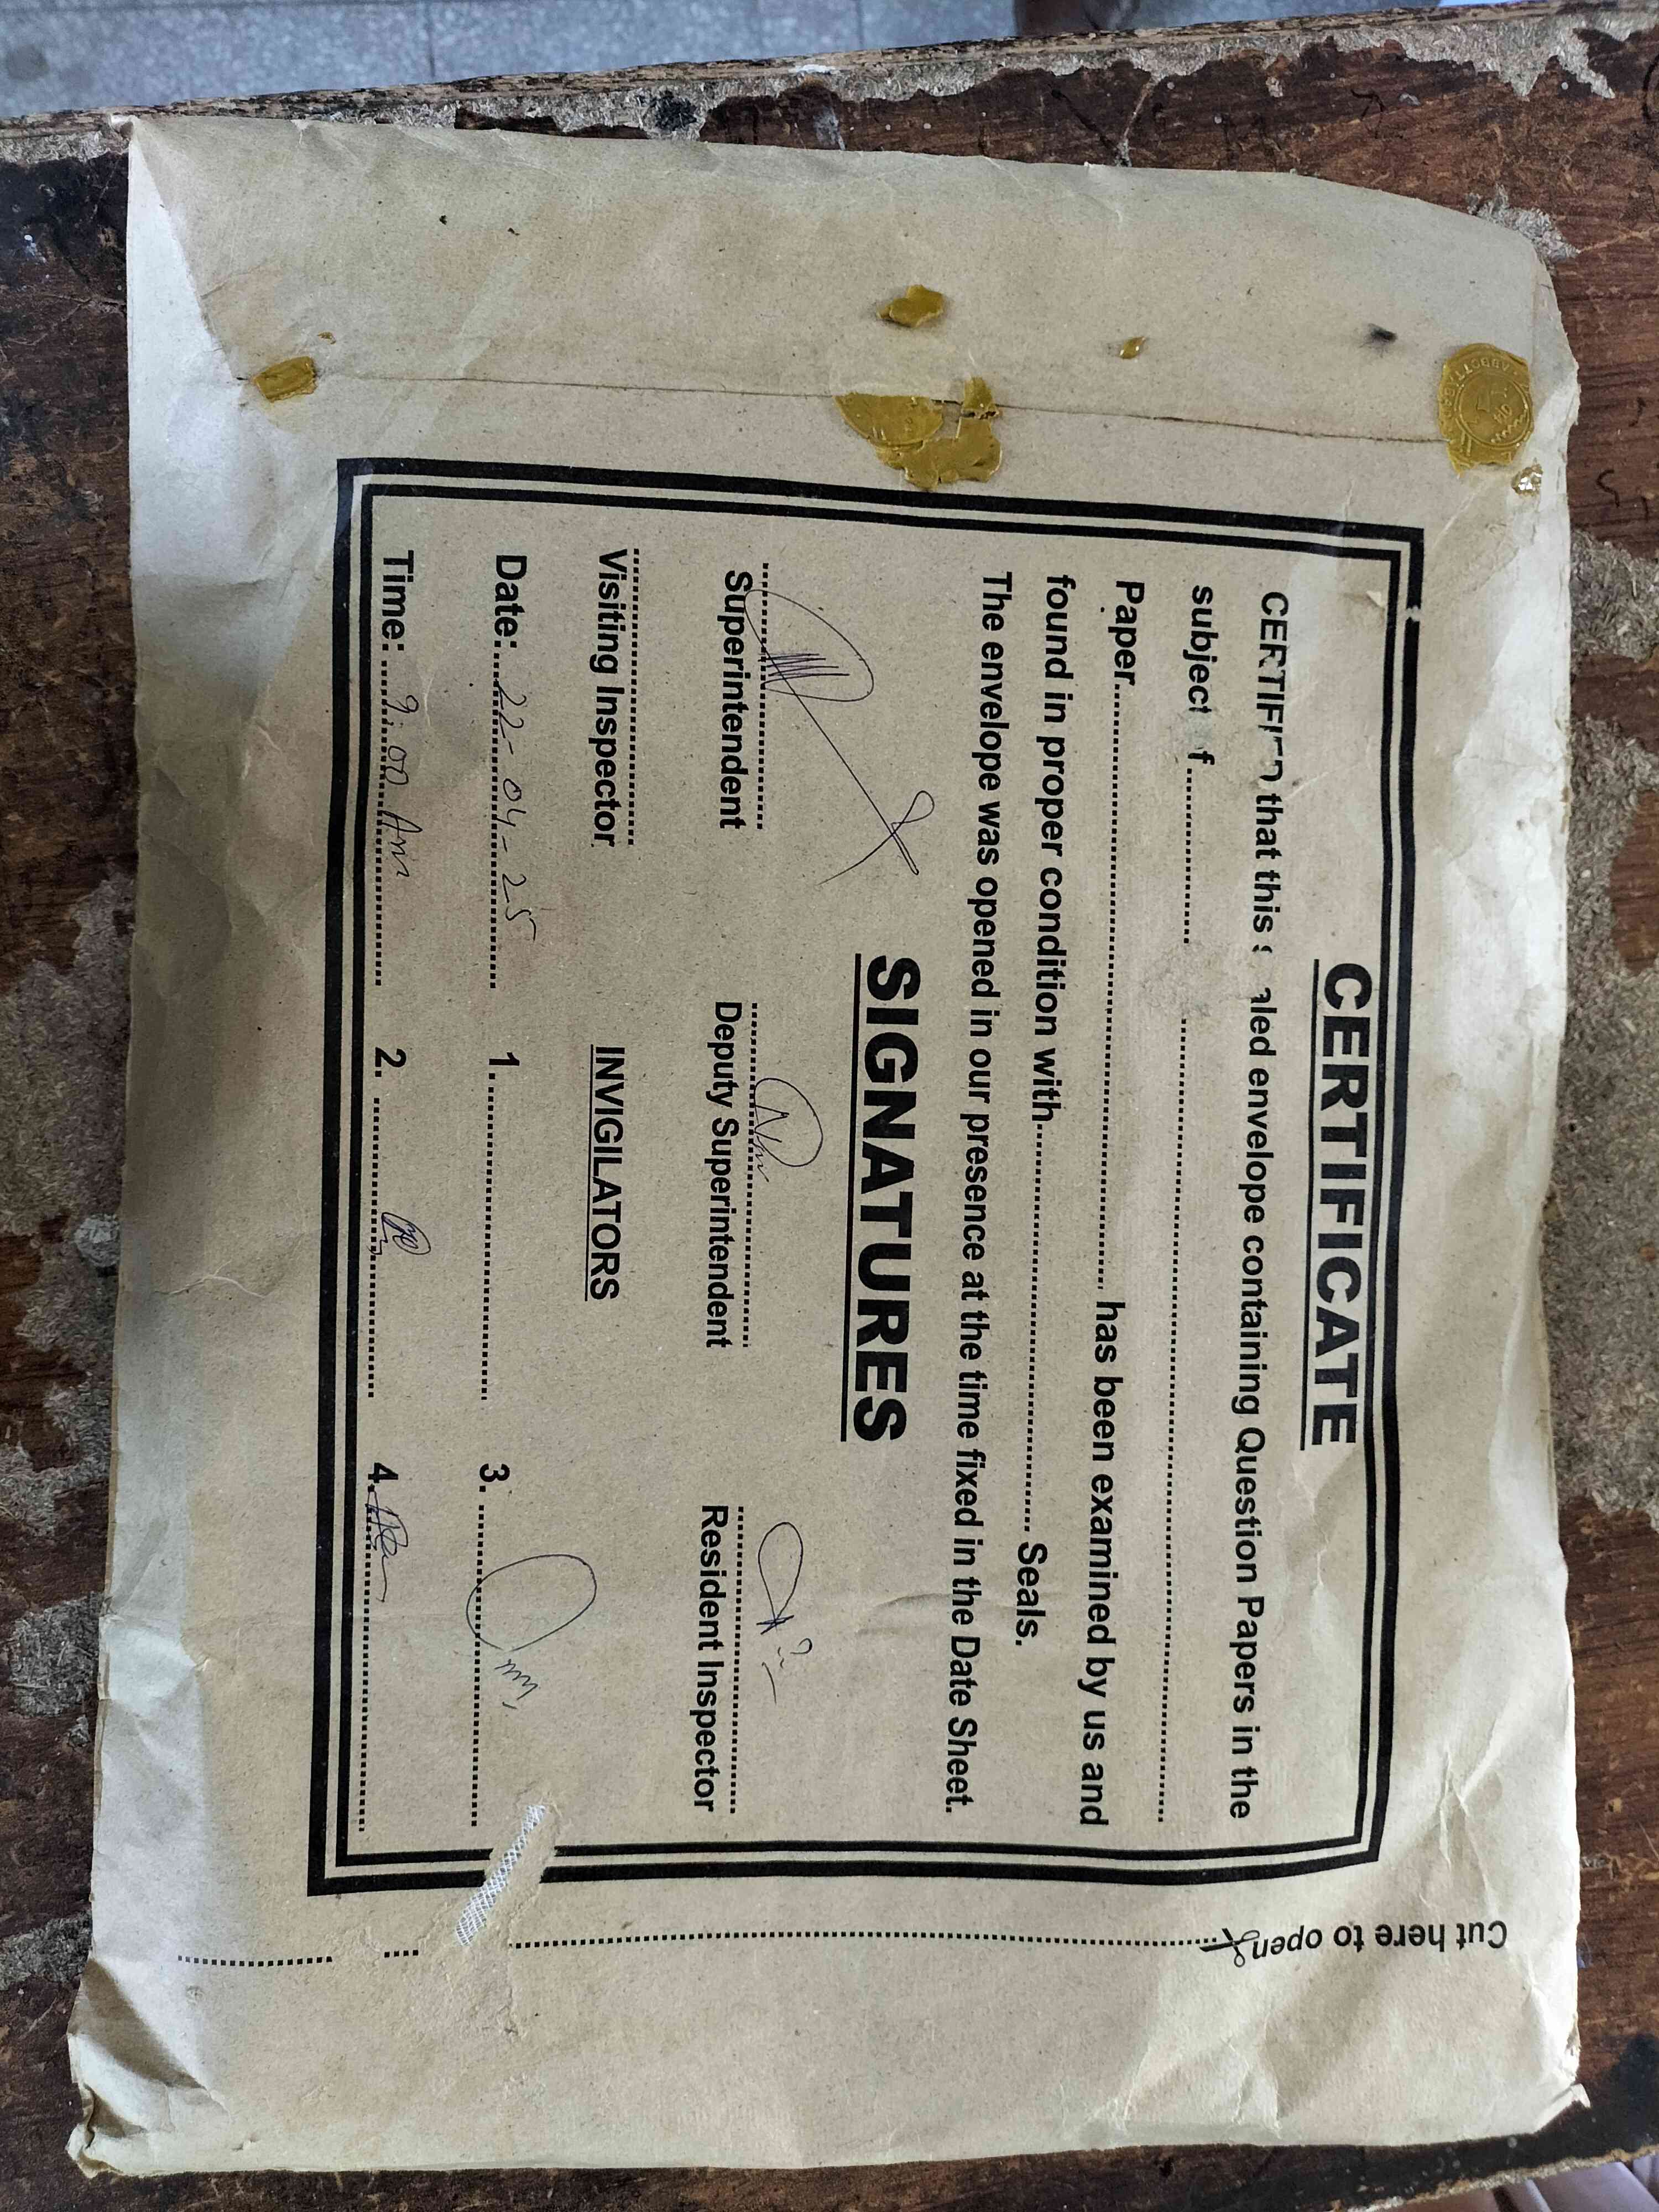 CERTIFICATE
CERTIFIED that this s aled envelope containing Question Papers in the
subject f ....................
Paper.................... has been examined by us and
found in proper condition with.................... Seals.
The envelope was opened in our presence at the time fixed in the Date Sheet.
SIGNATURES
Superintendent Deputy Superintendent Resident Inspector
Visiting Inspector INVIGILATORS
Date: 22-04-25 1. 3.
Time: 9:00 Am 2. 4.
Cut here to open